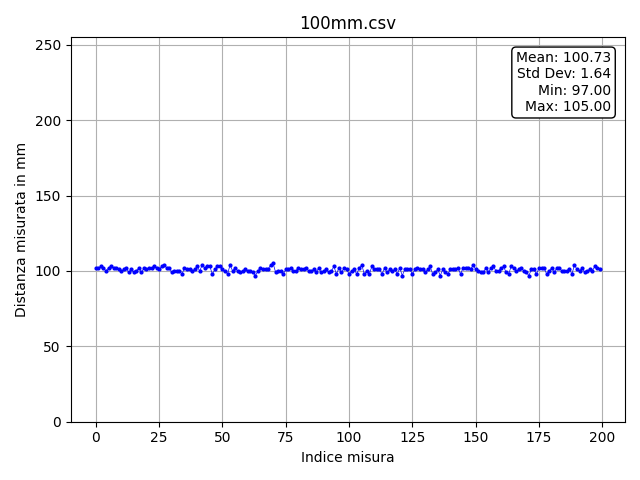 100mm.csv
Mean: 100.73
Std Dev: 1.64
Min: 97.00
Max: 105.00
Distanza misurata in mm
250
200
150
100
50
0
0 25 50 75 100 125 150 175 200
Indice misura